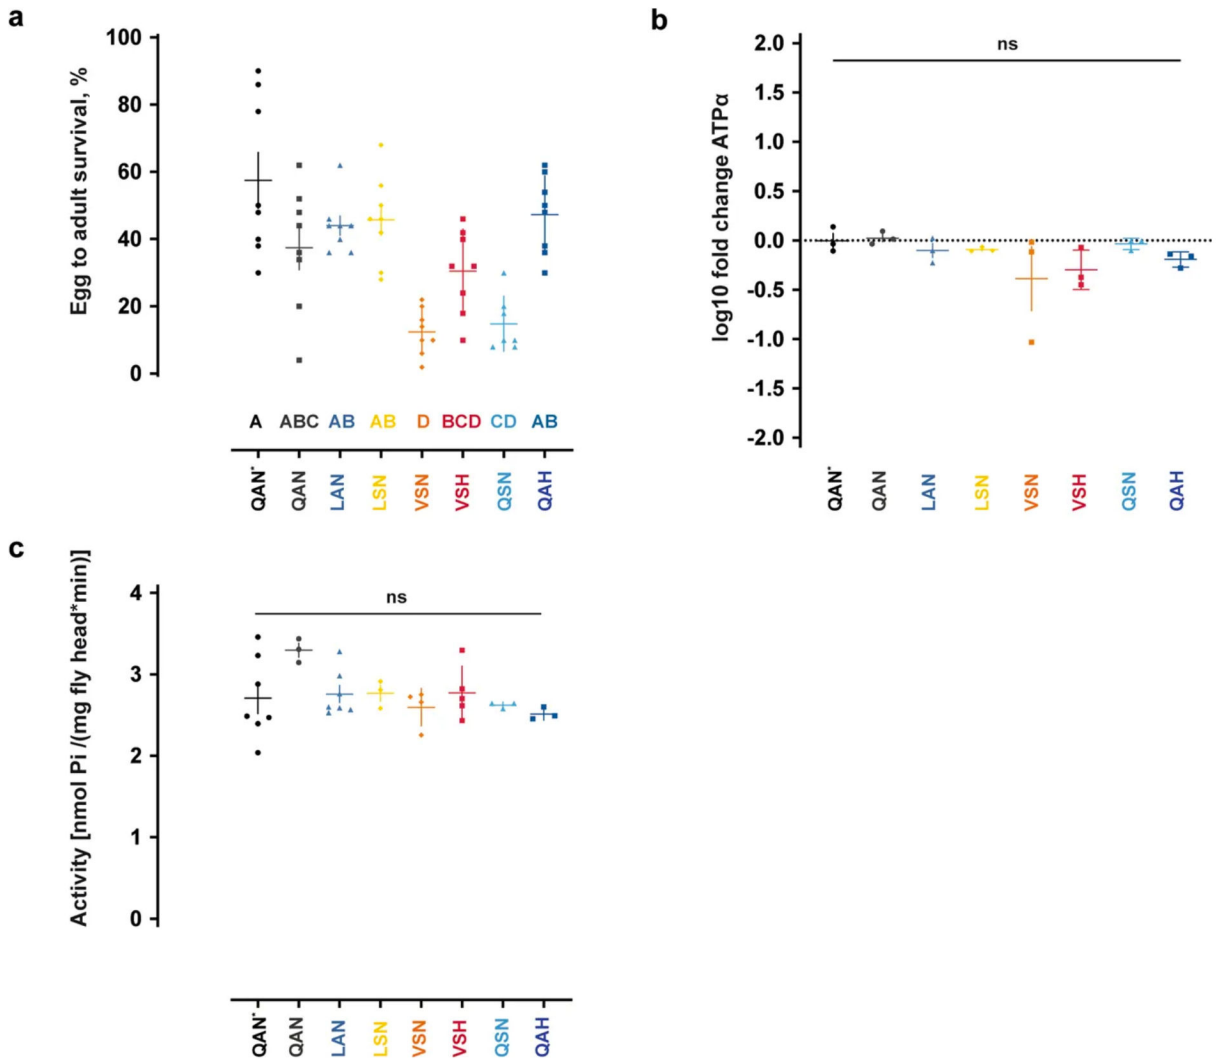 a
Egg to adult survival, %
100
80
60
40
20
0
A ABC AB AB D BCD CD AB
QAN* QAN LAN LSN VSN VSH QSN QAH
b
log10 fold change ATPα
2.0
1.5
1.0
0.5
0.0
-0.5
-1.0
-1.5
-2.0
ns
QAN* QAN LAN LSN VSN VSH QSN QAH
c
Activity [nmol Pi /(mg fly head*min)]
4
3
2
1
0
ns
QAN* QAN LAN LSN VSN VSH QSN QAH